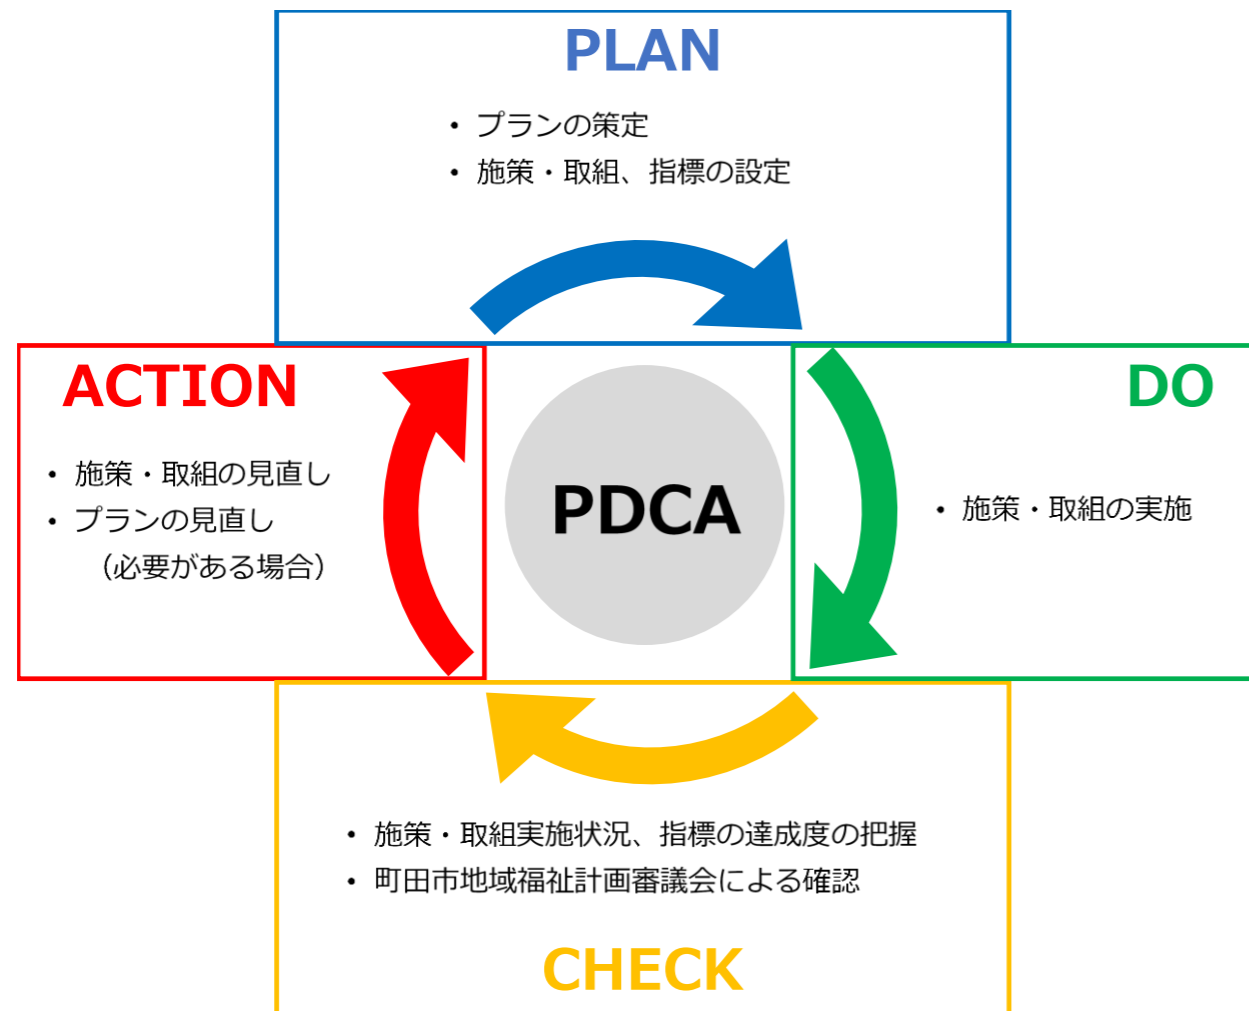 PLAN
• プランの策定
• 施策・取組、指標の設定
ACTION
• 施策・取組の見直し
• プランの見直し
（必要がある場合）
PDCA
DO
• 施策・取組の実施
• 施策・取組実施状況、指標の達成度の把握
• 町田市地域福祉計画審議会による確認
CHECK